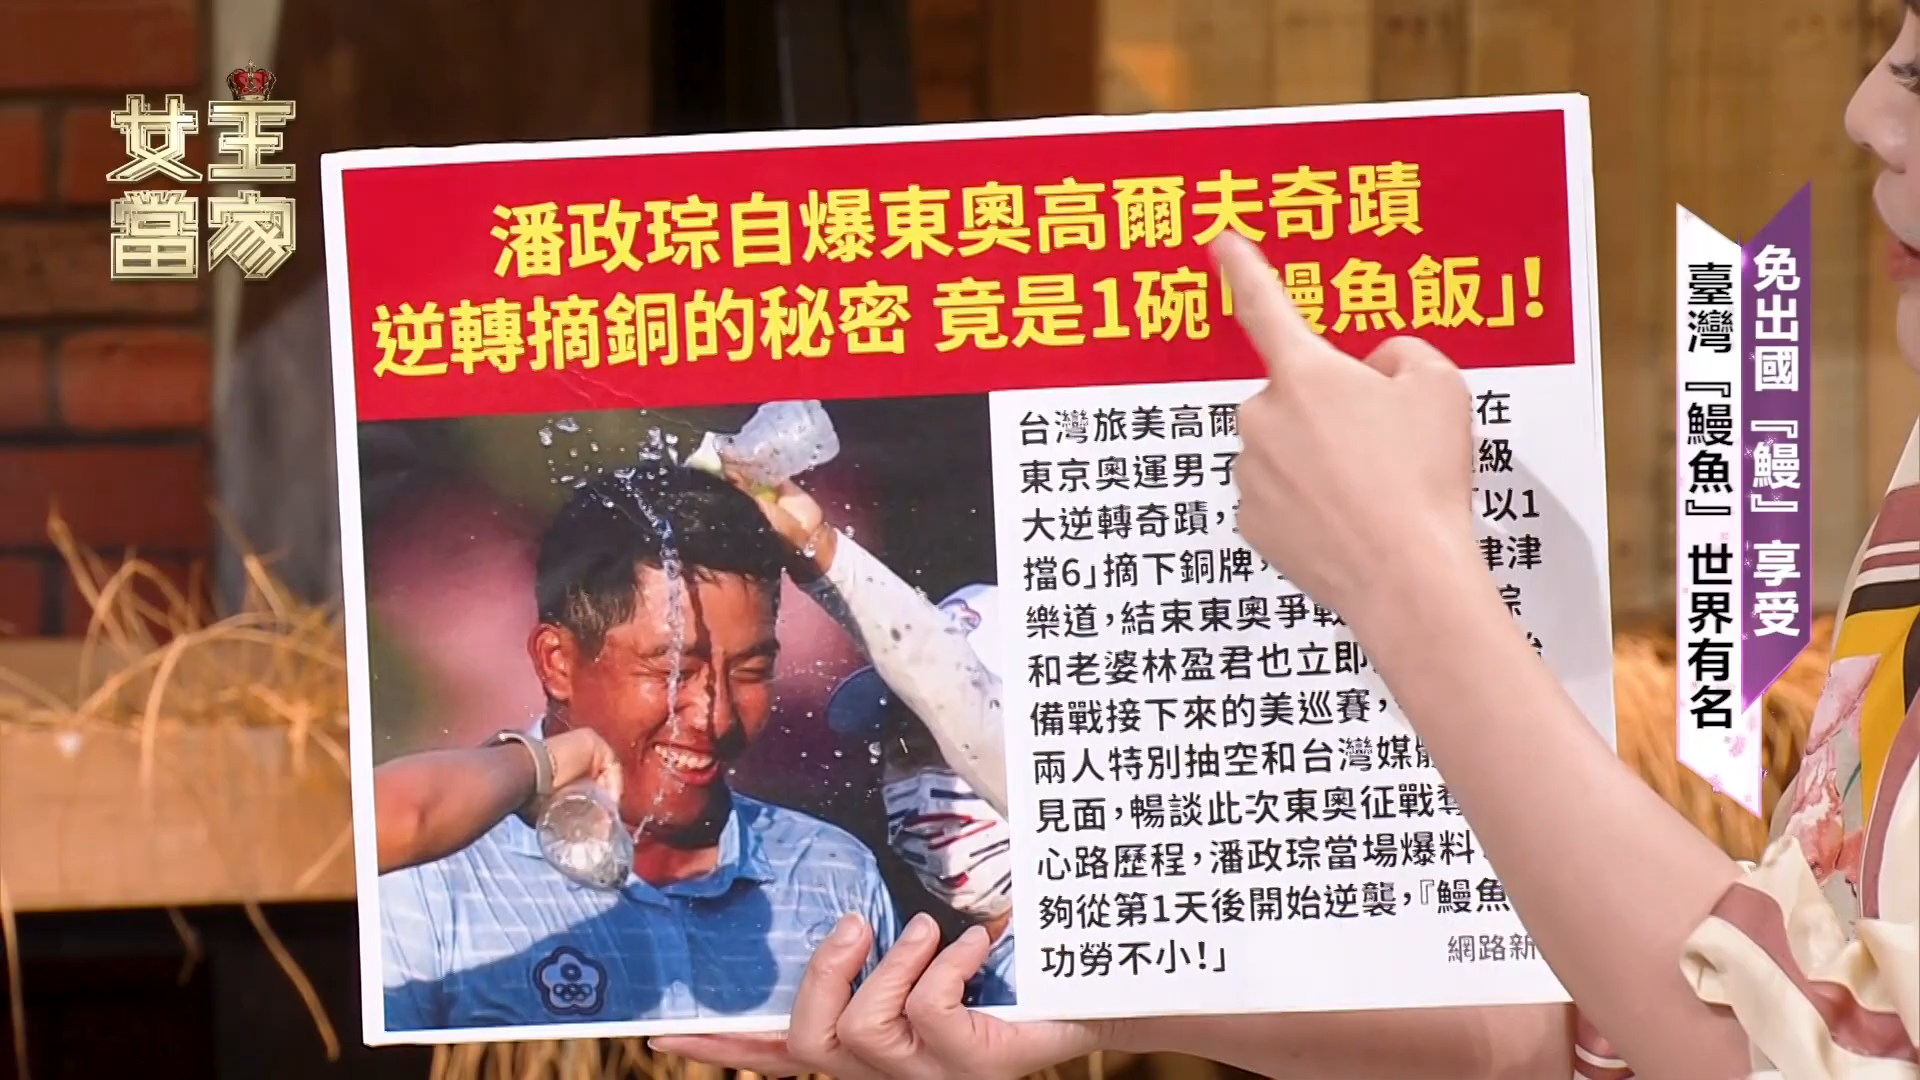 女王
當家
潘政琮自爆東奧高爾夫奇蹟
逆轉摘銅的秘密 竟是1碗「鰻魚飯」!
台灣旅美高爾 在
東京奧運男子 級
大逆轉奇蹟, 「以1
擋6」摘下銅牌, 津津
樂道,結束東奧爭戰 琮
和老婆林盈君也立即
備戰接下來的美巡賽,
兩人特別抽空和台灣媒體
見面,暢談此次東奧征戰奪
心路歷程,潘政琮當場爆料
夠從第1天後開始逆襲,『鰻魚
功勞不小!」
網路新
免出國『鰻』享受
臺灣『鰻魚』世界有名